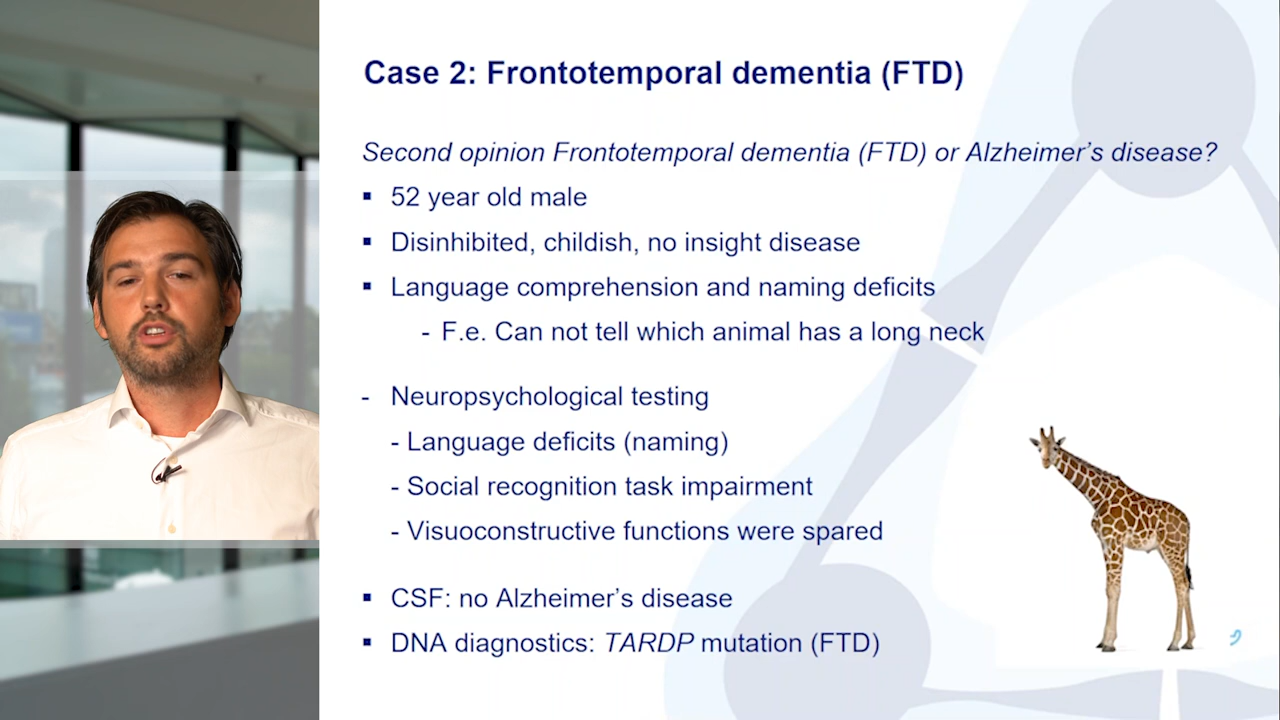 Case 2: Frontotemporal dementia (FTD)
Second opinion Frontotemporal dementia (FTD) or Alzheimer's disease?
▪ 52 year old male
▪ Disinhibited, childish, no insight disease
▪ Language comprehension and naming deficits
- F.e. Can not tell which animal has a long neck
- Neuropsychological testing
- Language deficits (naming)
- Social recognition task impairment
- Visuoconstructive functions were spared
▪ CSF: no Alzheimer's disease
▪ DNA diagnostics: TARDP mutation (FTD)